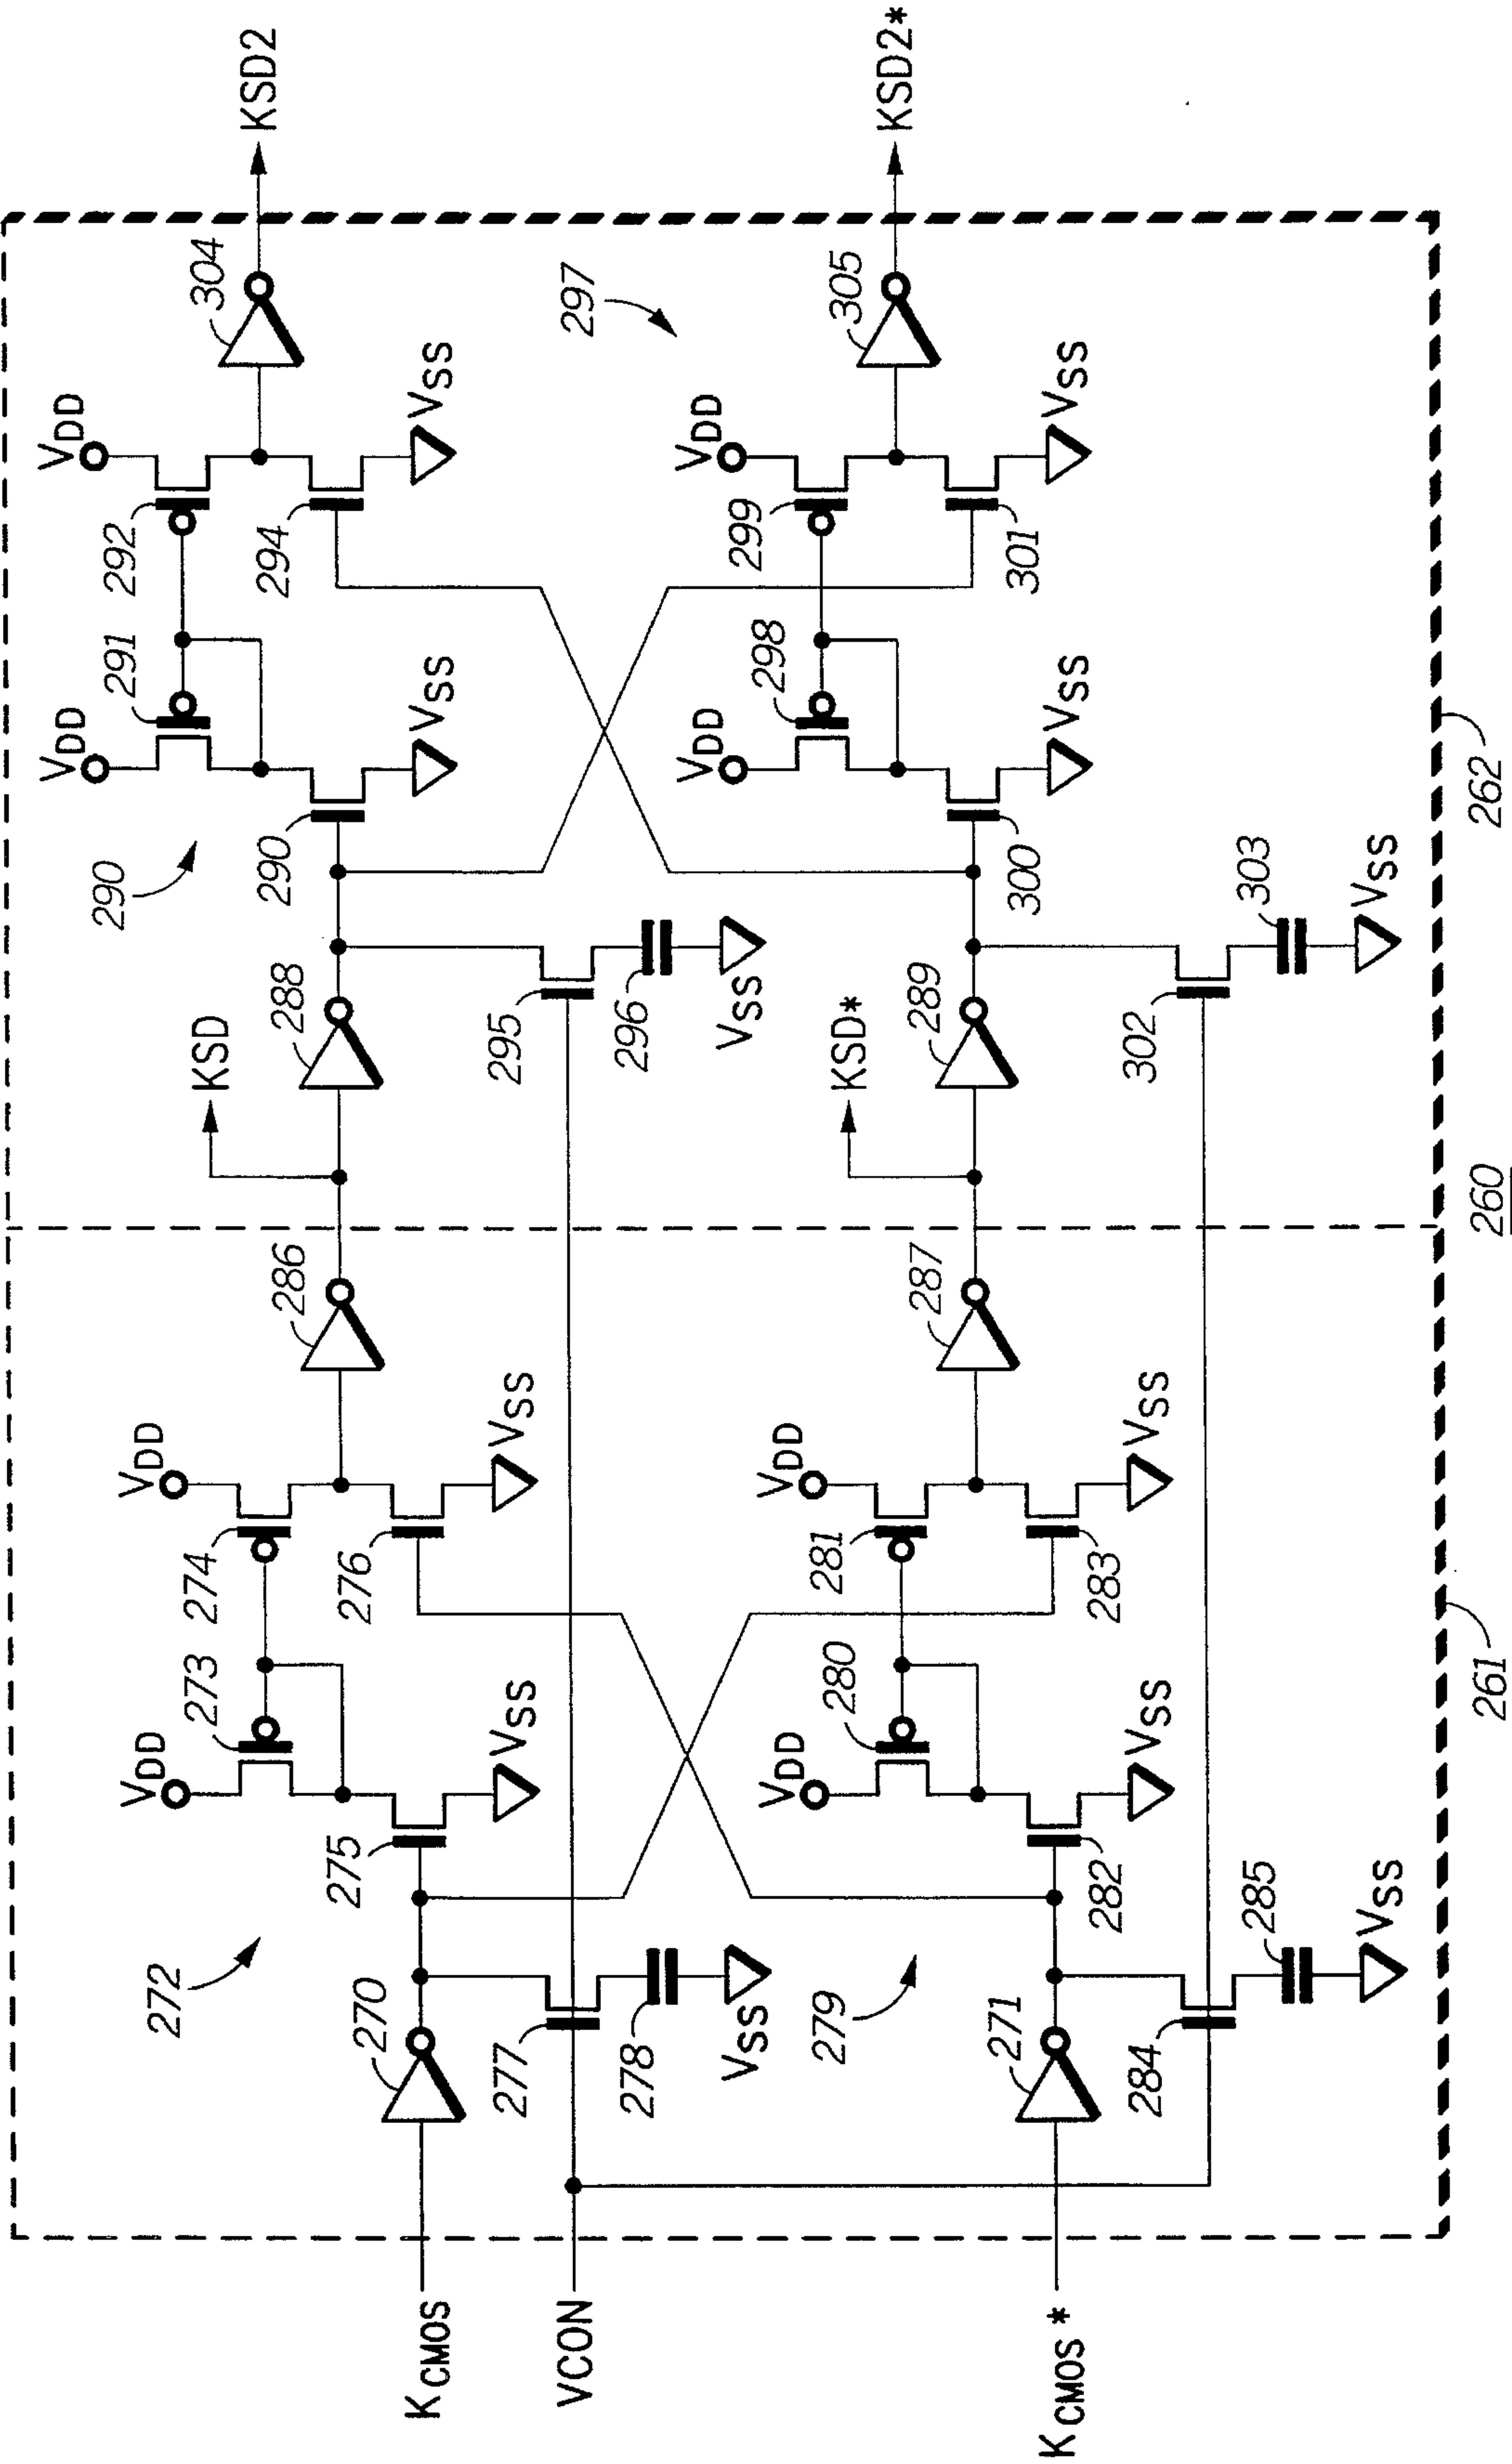 KSD2
KSD2*
304
297
305
VDD
VSS
VDD
VSS
292
294
299
301
291
298
VDD
VSS
VDD
VSS
290
290
300
303
VSS
262
KSD
288
295
296
VSS
KSD*
289
302
260
286
287
VDD
VSS
VDD
VSS
274
276
281
283
273
280
261
VDD
VSS
VDD
VSS
275
282
285
VSS
272
270
277
278
VSS
279
271
284
KCMOS
VCON
KCMOS*